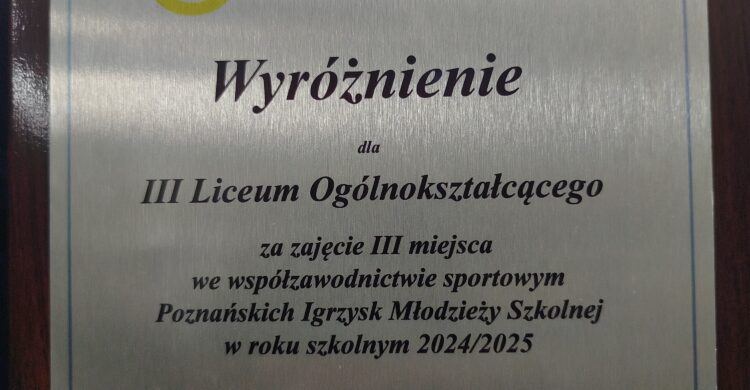 Wyróżnienie
dla
III Liceum Ogólnokształcącego
za zajęcie III miejsca
we współzawodnictwie sportowym
Poznańskich Igrzysk Młodzieży Szkolnej
w roku szkolnym 2024/2025